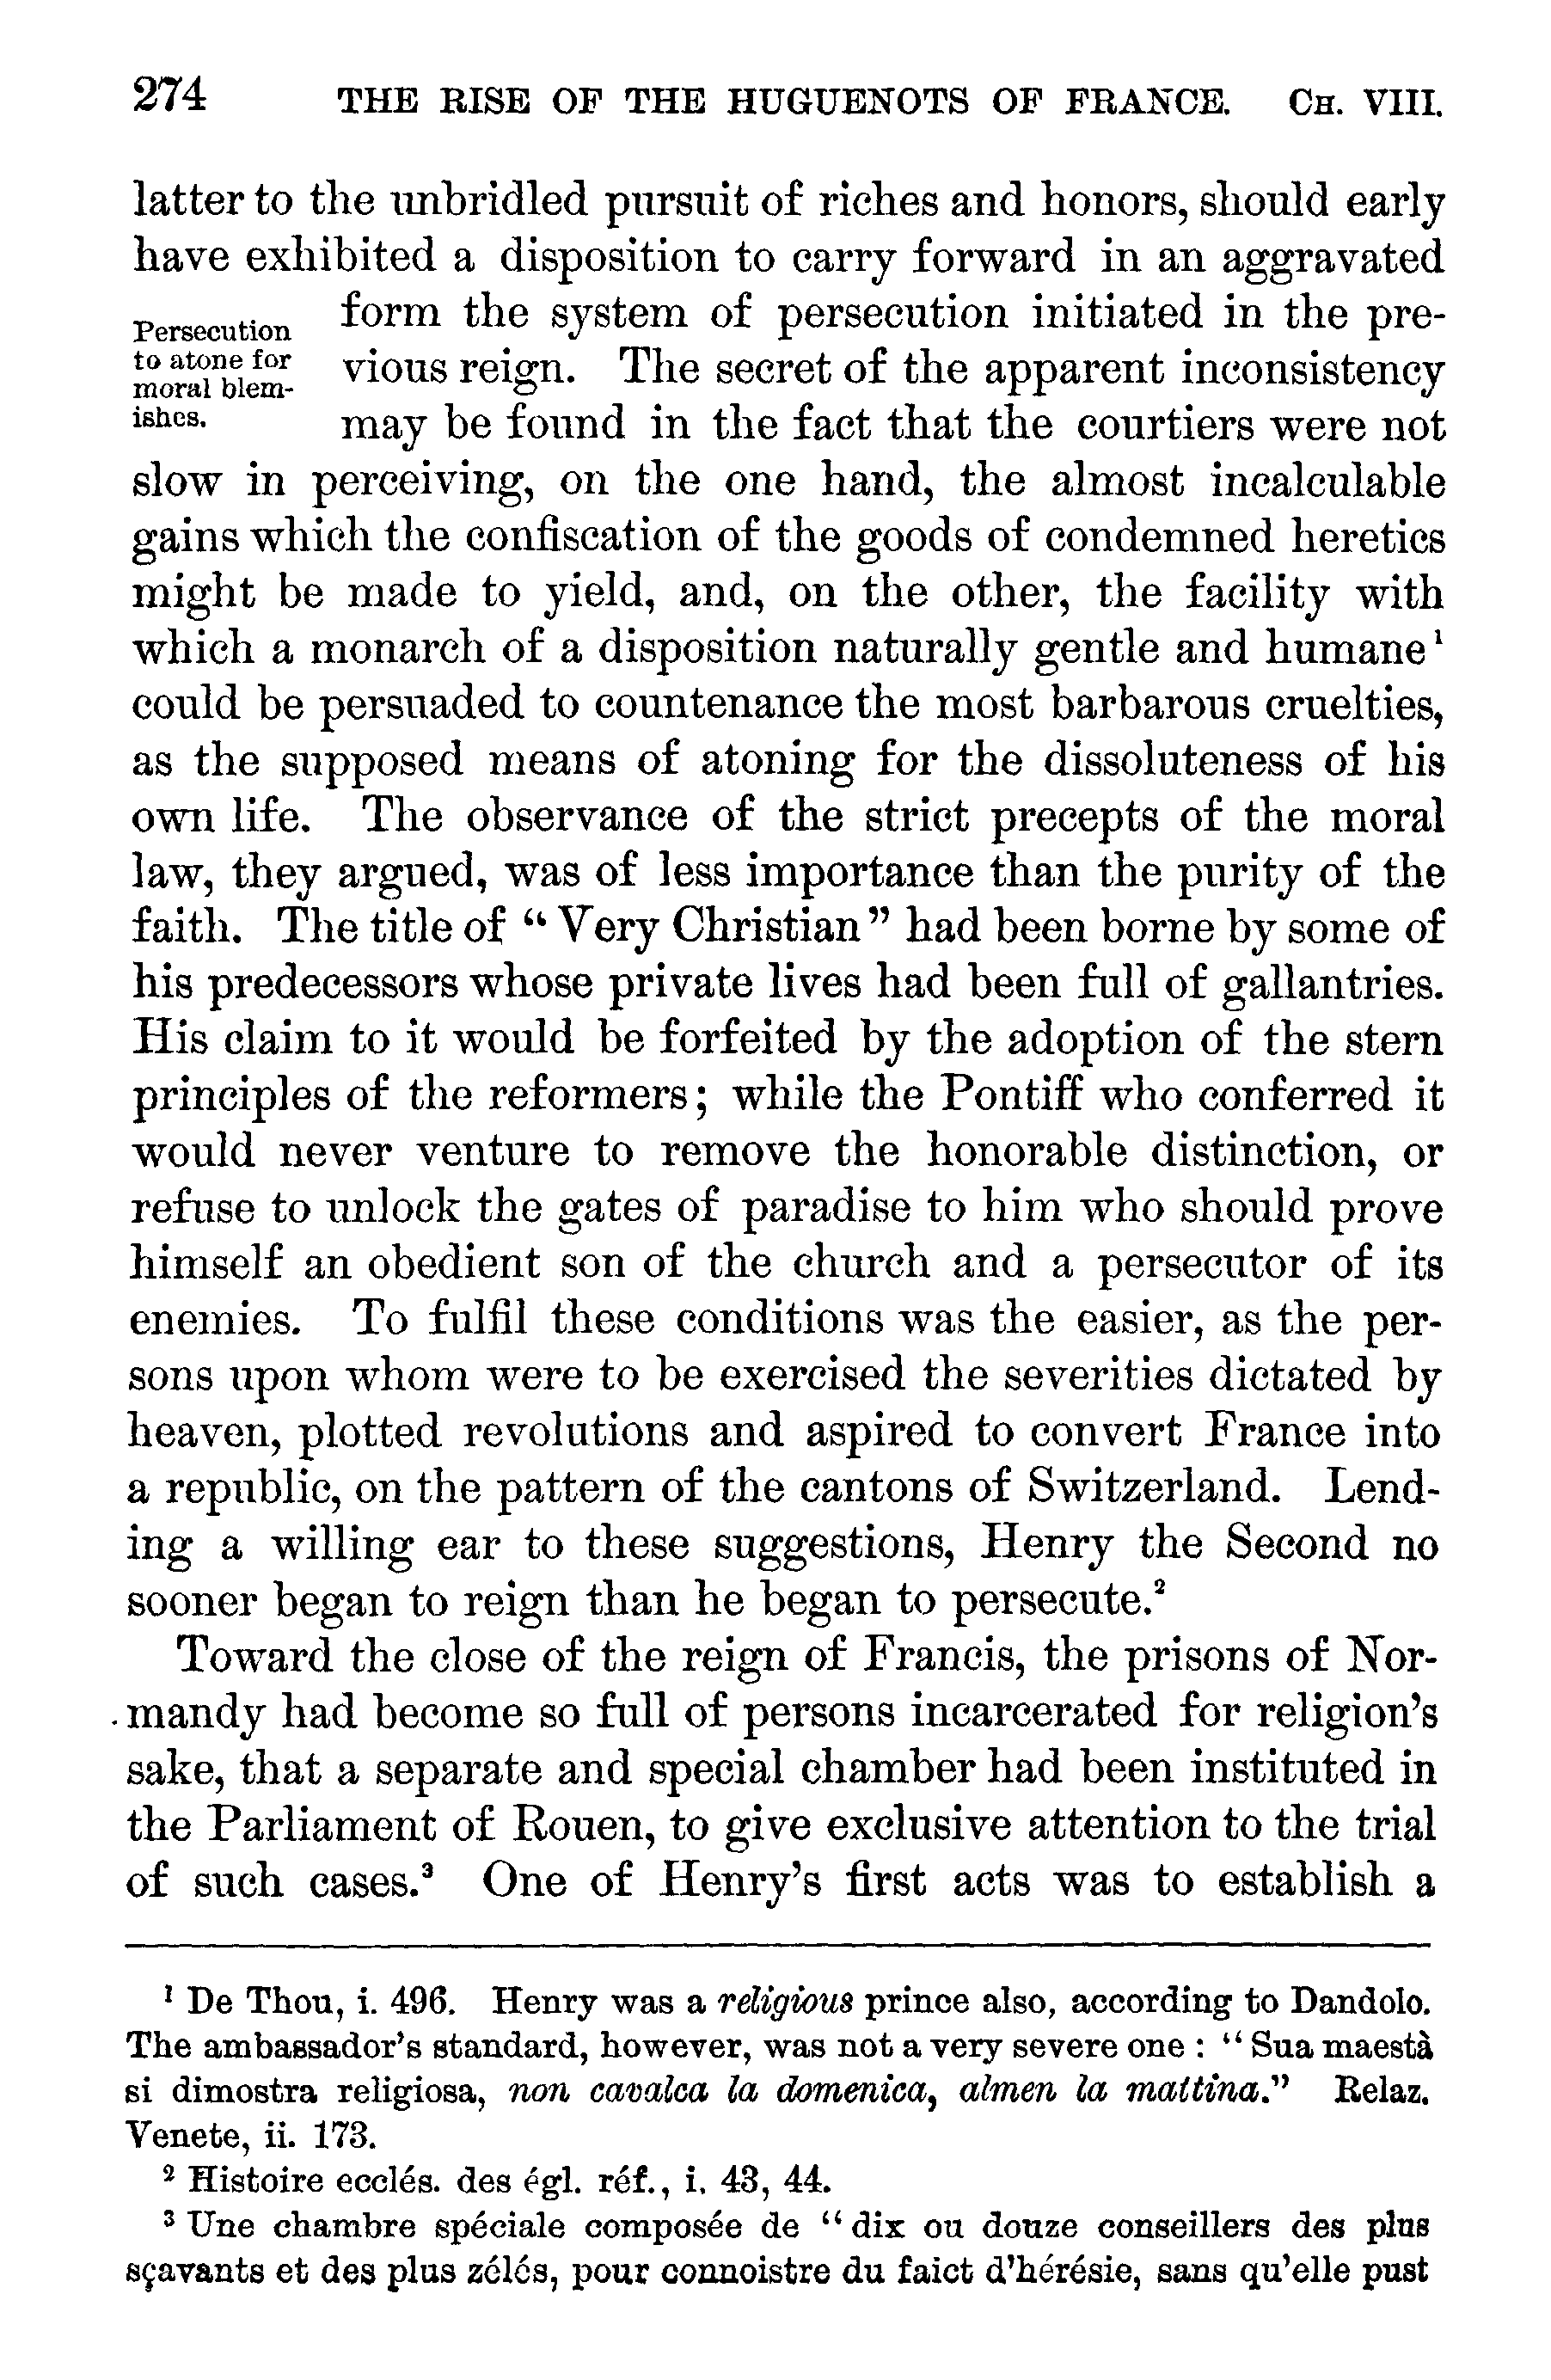 274 THE RISE OF THE HUGUENOTS OF FRANCE. CH. VIII.
latter to the unbridled pursuit of riches and honors, should early
have exhibited a disposition to carry forward in an aggravated
form the system of persecution initiated in the pre-
Persecution
to atone for
moral blem-
ishes.
vious reign. The secret of the apparent inconsistency
may be found in the fact that the courtiers were not
slow in perceiving, on the one hand, the almost incalculable
gains which the confiscation of the goods of condemned heretics
might be made to yield, and, on the other, the facility with
which a monarch of a disposition naturally gentle and humane¹
could be persuaded to countenance the most barbarous cruelties,
as the supposed means of atoning for the dissoluteness of his
own life. The observance of the strict precepts of the moral
law, they argued, was of less importance than the purity of the
faith. The title of “Very Christian” had been borne by some of
his predecessors whose private lives had been full of gallantries.
His claim to it would be forfeited by the adoption of the stern
principles of the reformers; while the Pontiff who conferred it
would never venture to remove the honorable distinction, or
refuse to unlock the gates of paradise to him who should prove
himself an obedient son of the church and a persecutor of its
enemies. To fulfil these conditions was the easier, as the per-
sons upon whom were to be exercised the severities dictated by
heaven, plotted revolutions and aspired to convert France into
a republic, on the pattern of the cantons of Switzerland. Lend-
ing a willing ear to these suggestions, Henry the Second no
sooner began to reign than he began to persecute.²
Toward the close of the reign of Francis, the prisons of Nor-
mandy had become so full of persons incarcerated for religion’s
sake, that a separate and special chamber had been instituted in
the Parliament of Rouen, to give exclusive attention to the trial
of such cases.³ One of Henry’s first acts was to establish a
¹ De Thou, i. 496. Henry was a religious prince also, according to Dandolo.
The ambassador’s standard, however, was not a very severe one : “Sua maestà
si dimostra religiosa, non cavalca la domenica, almen la mattina.” Relaz.
Venete, ii. 173.
² Histoire ecclés. des égl. réf., i. 43, 44.
³ Une chambre spéciale composée de “dix ou douze conseillers des plus
sçavants et des plus zélés, pour connoistre du faict d’hérésie, sans qu’elle pust